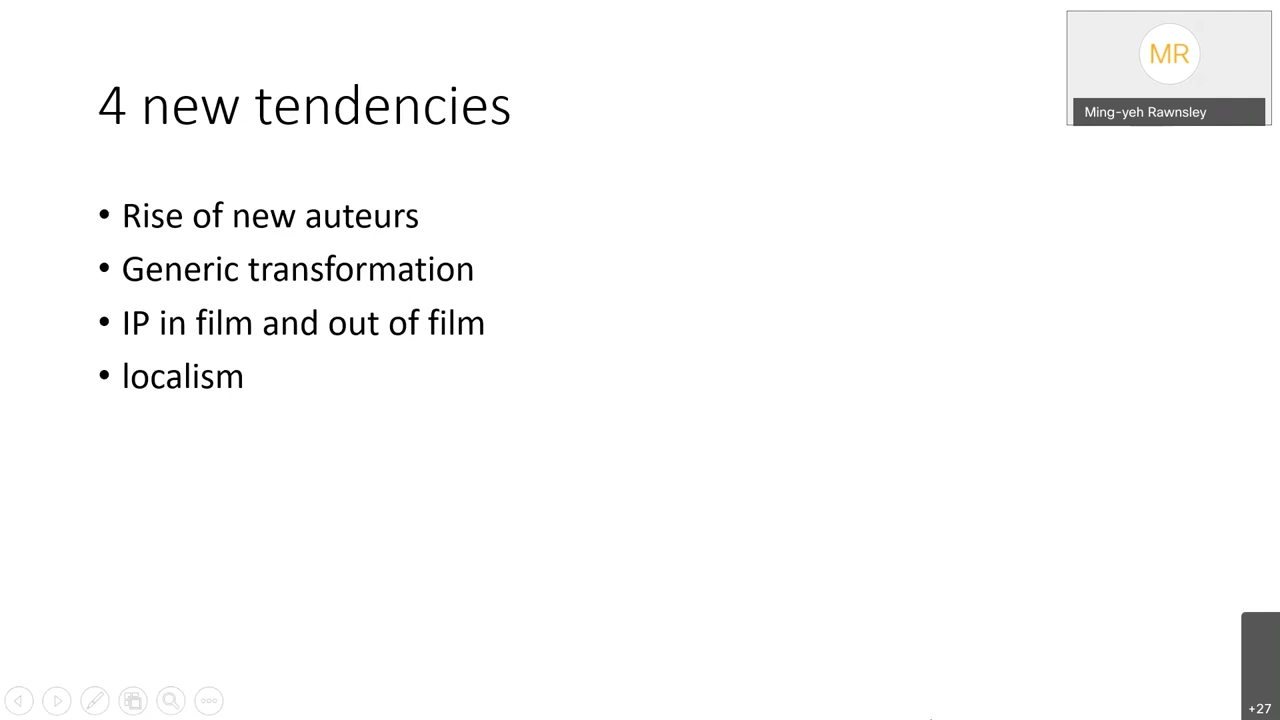 4 new tendencies
• Rise of new auteurs
• Generic transformation
• IP in film and out of film
• localism
MR
Ming-yeh Rawnsley
+27